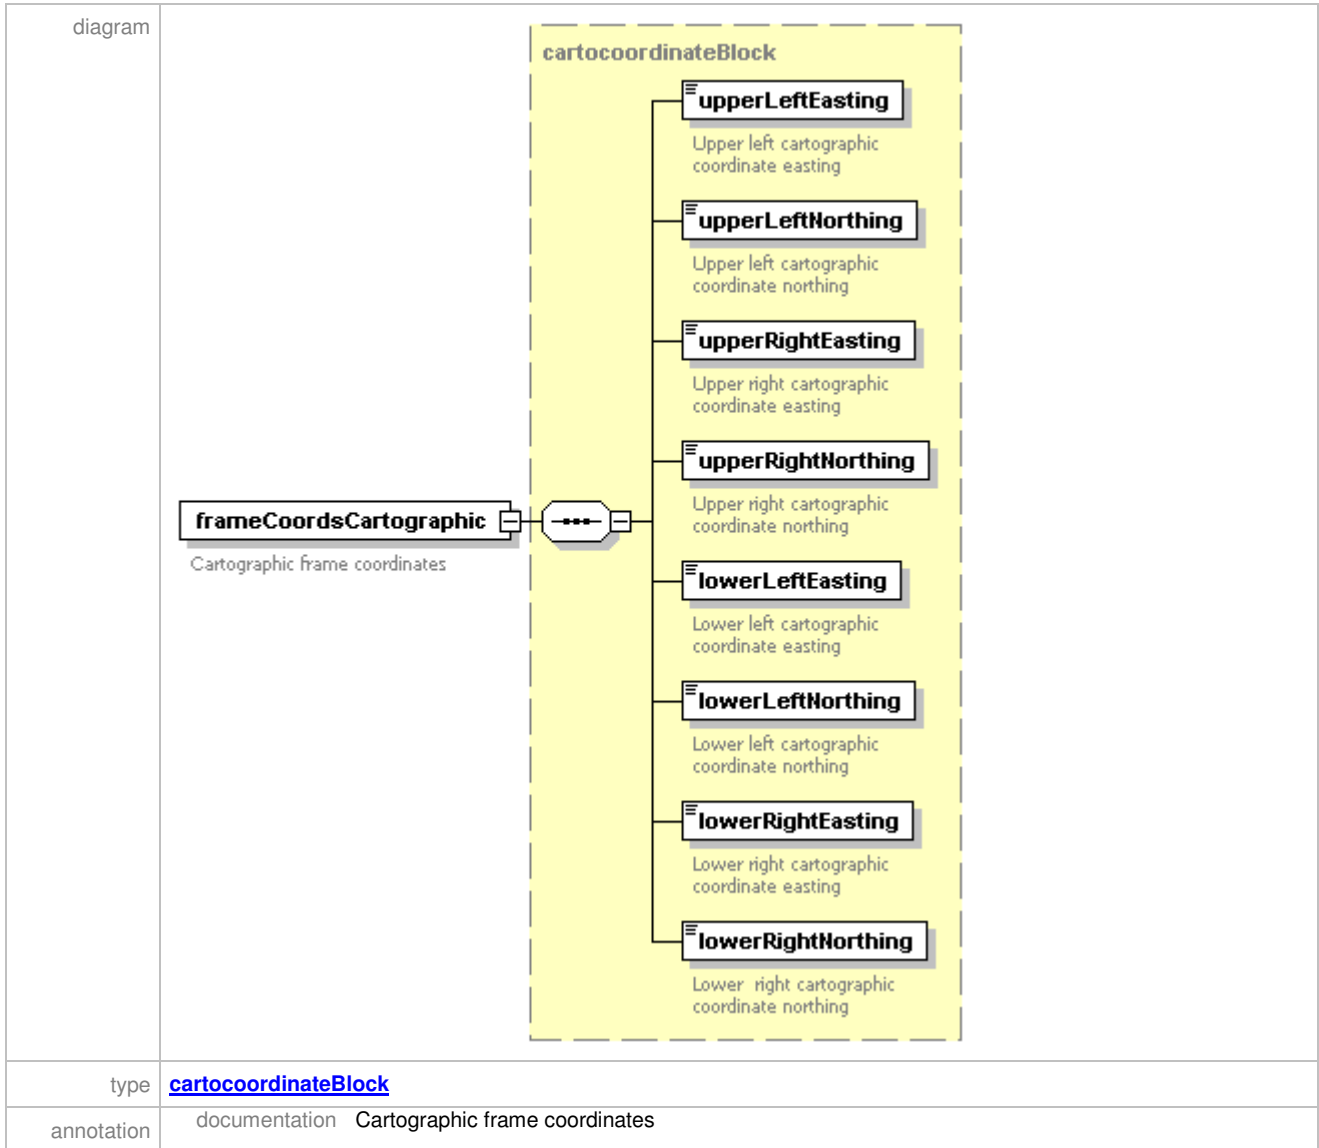 diagram
cartocoordinateBlock
upperLeftEasting
Upper left cartographic
coordinate easting
upperLeftNorthing
Upper left cartographic
coordinate northing
upperRightEasting
Upper right cartographic
coordinate easting
upperRightNorthing
Upper right cartographic
coordinate northing
frameCoordsCartographic
Cartographic frame coordinates
lowerLeftEasting
Lower left cartographic
coordinate easting
lowerLeftNorthing
Lower left cartographic
coordinate northing
lowerRightEasting
Lower right cartographic
coordinate easting
lowerRightNorthing
Lower  right cartographic
coordinate northing
type cartocoordinateBlock
annotation documentation Cartographic frame coordinates